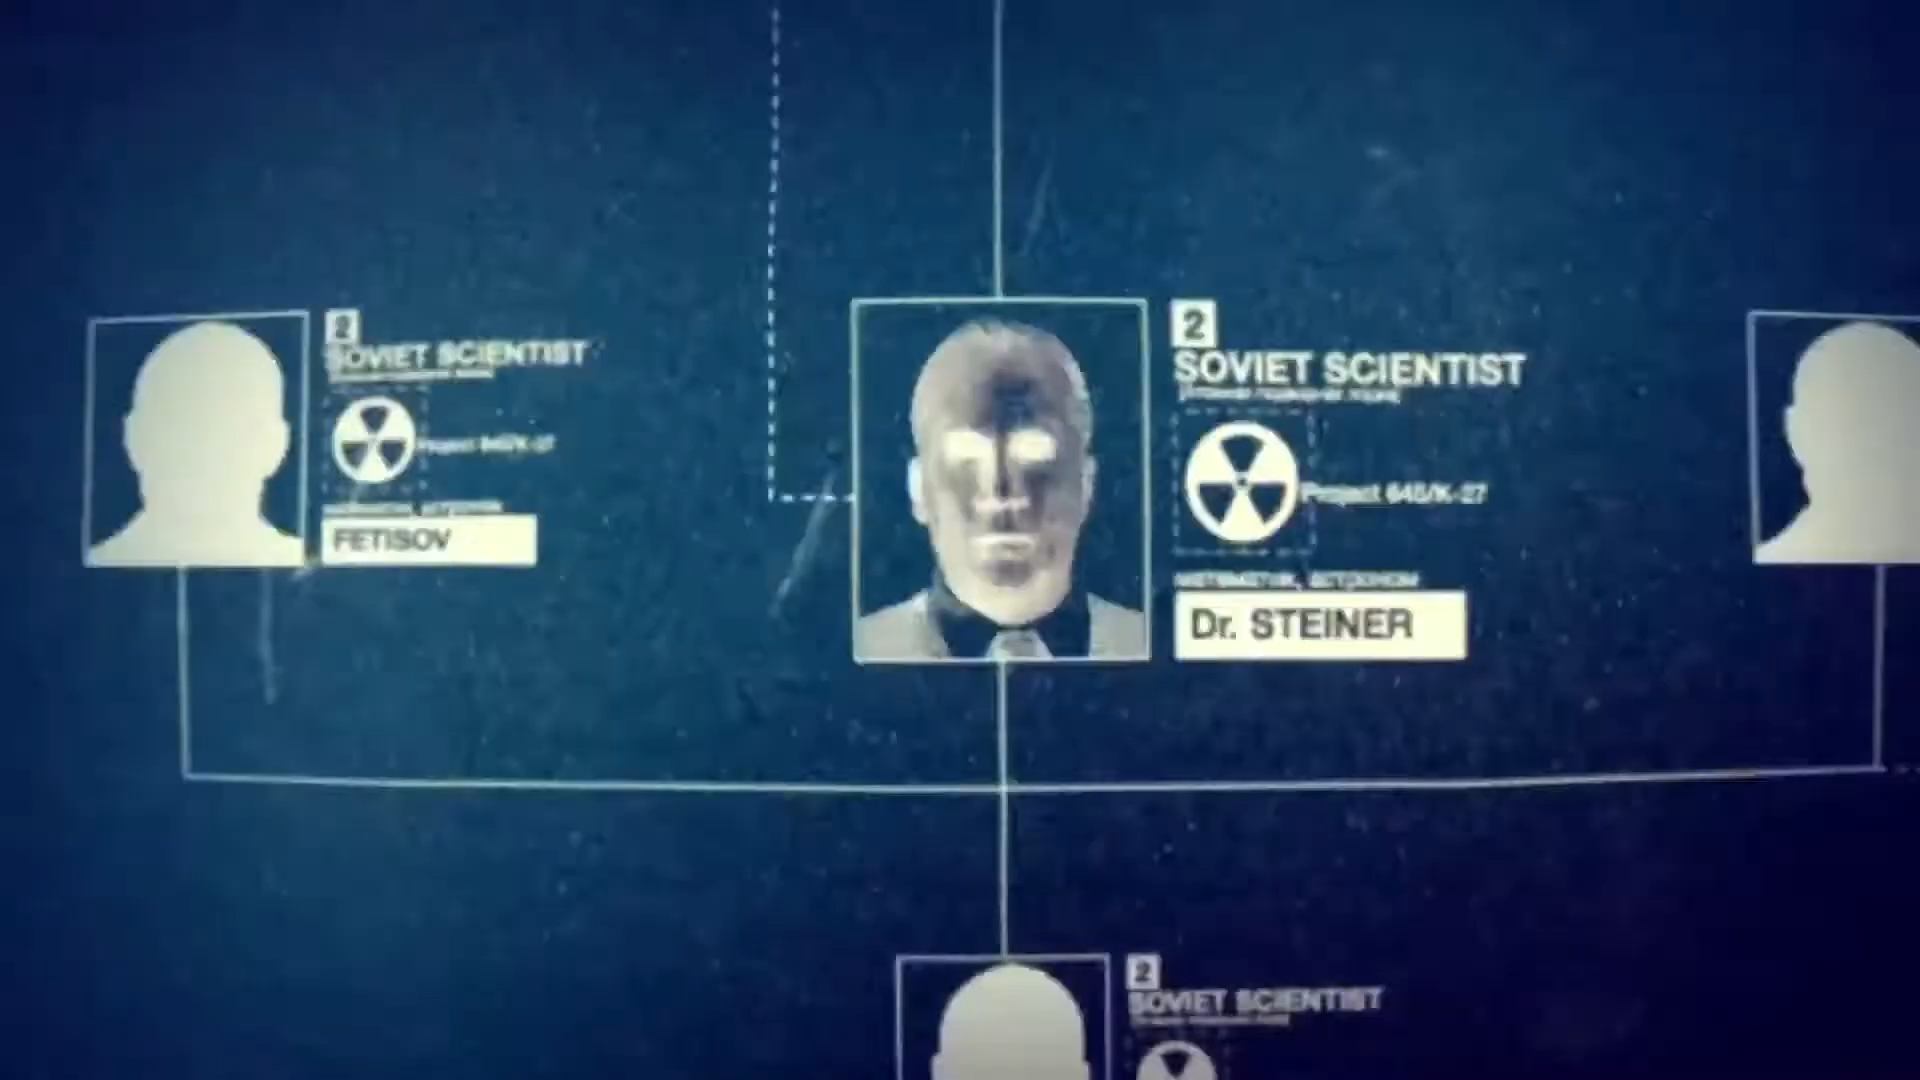 2
SOVIET SCIENTIST
Project 645/K-27
FETISOV
2
SOVIET SCIENTIST
Project 645/K-27
Dr. STEINER
2
SOVIET SCIENTIST